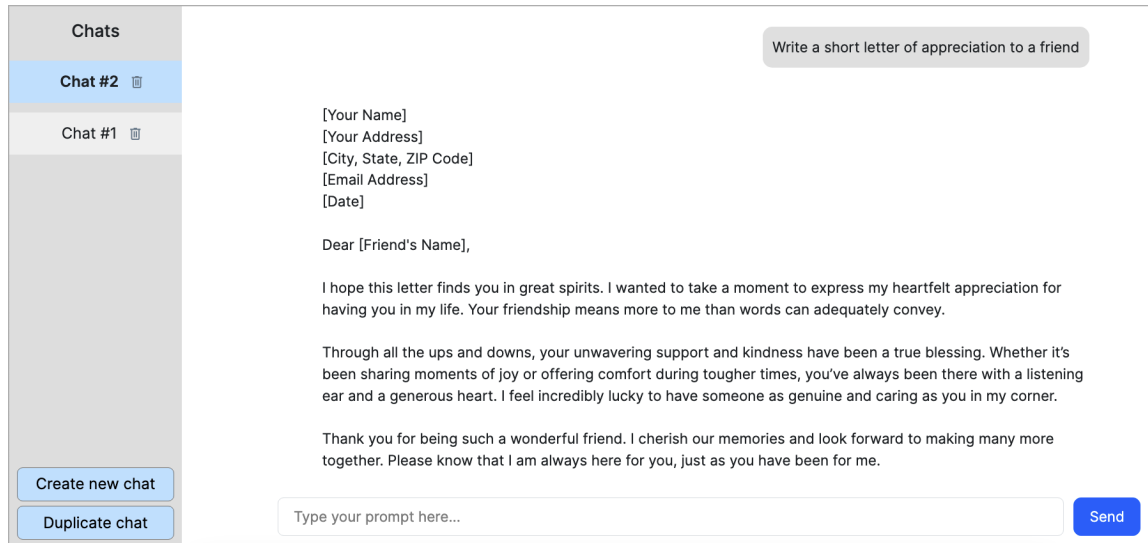 Chats
Chat #2
Chat #1
Create new chat
Duplicate chat
Write a short letter of appreciation to a friend
[Your Name]
[Your Address]
[City, State, ZIP Code]
[Email Address]
[Date]
Dear [Friend's Name],
I hope this letter finds you in great spirits. I wanted to take a moment to express my heartfelt appreciation for
having you in my life. Your friendship means more to me than words can adequately convey.
Through all the ups and downs, your unwavering support and kindness have been a true blessing. Whether it’s
been sharing moments of joy or offering comfort during tougher times, you’ve always been there with a listening
ear and a generous heart. I feel incredibly lucky to have someone as genuine and caring as you in my corner.
Thank you for being such a wonderful friend. I cherish our memories and look forward to making many more
together. Please know that I am always here for you, just as you have been for me.
Type your prompt here...
Send